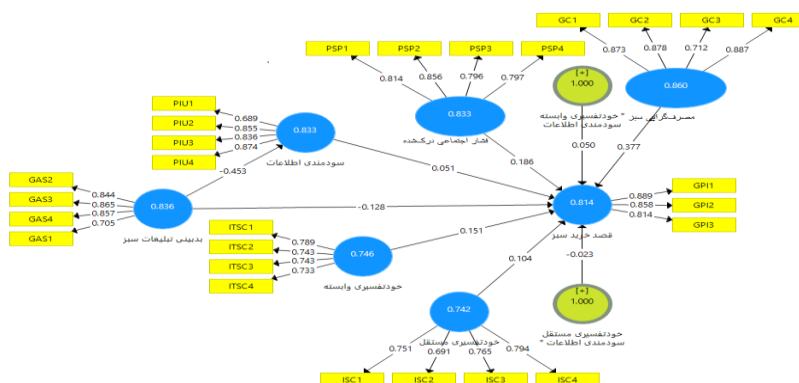 GC1 GC2 GC3 GC4
PSP1 PSP2 PSP3 PSP4
0.873 0.878 0.712 0.887
0.814 0.856 0.796 0.797
[+]
1.000
0.860
مصرف‌گرایی سبز
PIU1
PIU2
PIU3
PIU4
0.689
0.855
0.836
0.874
0.833
سودمندی اطلاعات
0.833
فشار اجتماعی درک‌شده
خودتفسیری وابسته *
سودمندی اطلاعات
0.050
0.377
0.186
0.051
-0.453
GAS2
GAS3
GAS4
GAS1
0.844
0.865
0.857
0.705
0.836
بدبینی تبلیغات سبز
-0.128
0.814
قصد خرید سبز
0.889
0.858
0.814
GPI1
GPI2
GPI3
ITSC1
ITSC2
ITSC3
ITSC4
0.789
0.743
0.743
0.733
0.746
خودتفسیری وابسته
0.151
0.104
-0.023
[+]
1.000
خودتفسیری مستقل
سودمندی اطلاعات *
0.742
خودتفسیری مستقل
0.751 0.691 0.765 0.794
ISC1 ISC2 ISC3 ISC4